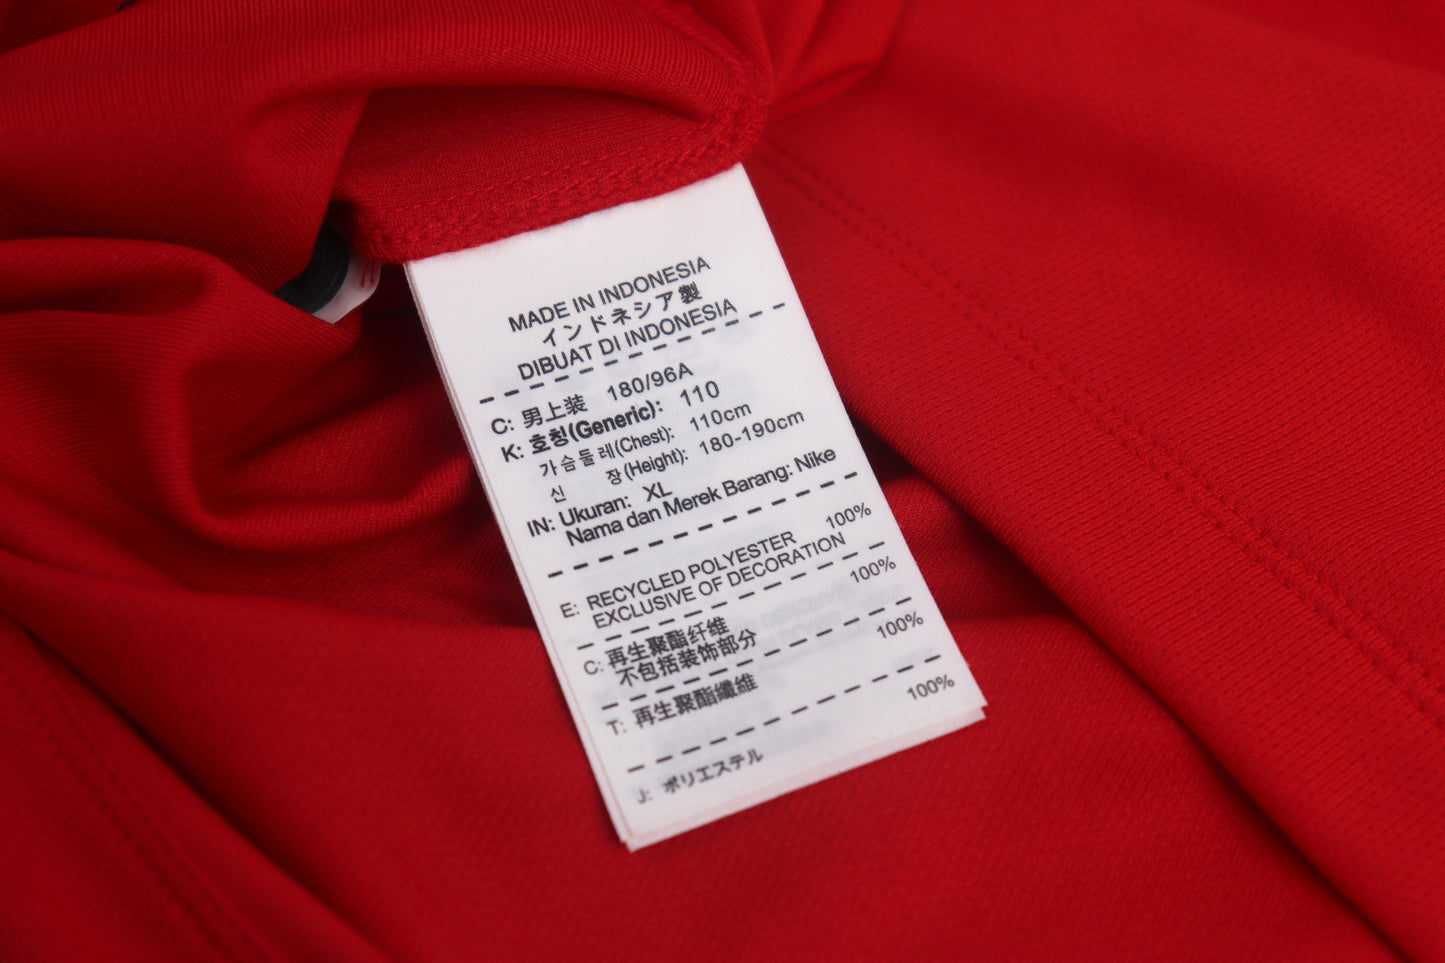 MADE IN INDONESIA
インドネシア製
DIBUAT DI INDONESIA
C: 男上装 180/96A
K: 호칭(Generic): 110
가슴둘레(Chest): 110cm
신 장(Height): 180-190cm
IN: Ukuran: XL
Nama dan Merek Barang: Nike
E: RECYCLED POLYESTER 100%
EXCLUSIVE OF DECORATION
C: 再生聚酯纤维 100%
不包括装饰部分
T: 再生聚酯纖維 100%
J: ポリエステル 100%